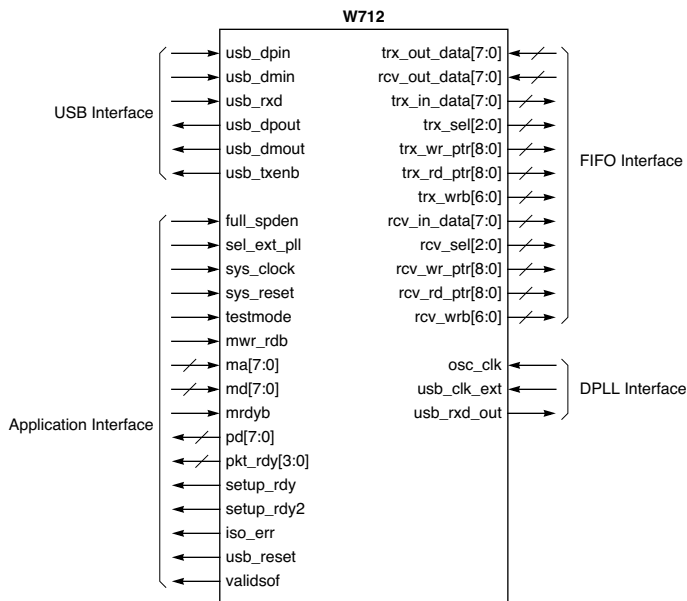 W712
USB Interface
usb_dpin
usb_dmin
usb_rxd
usb_dpout
usb_dmout
usb_txenb
Application Interface
full_spden
sel_ext_pll
sys_clock
sys_reset
testmode
mwr_rdb
ma[7:0]
md[7:0]
mrdyb
pd[7:0]
pkt_rdy[3:0]
setup_rdy
setup_rdy2
iso_err
usb_reset
validsof
trx_out_data[7:0]
rcv_out_data[7:0]
trx_in_data[7:0]
trx_sel[2:0]
trx_wr_ptr[8:0]
trx_rd_ptr[8:0]
trx_wrb[6:0]
rcv_in_data[7:0]
rcv_sel[2:0]
rcv_wr_ptr[8:0]
rcv_rd_ptr[8:0]
rcv_wrb[6:0]
FIFO Interface
osc_clk
usb_clk_ext
usb_rxd_out
DPLL Interface